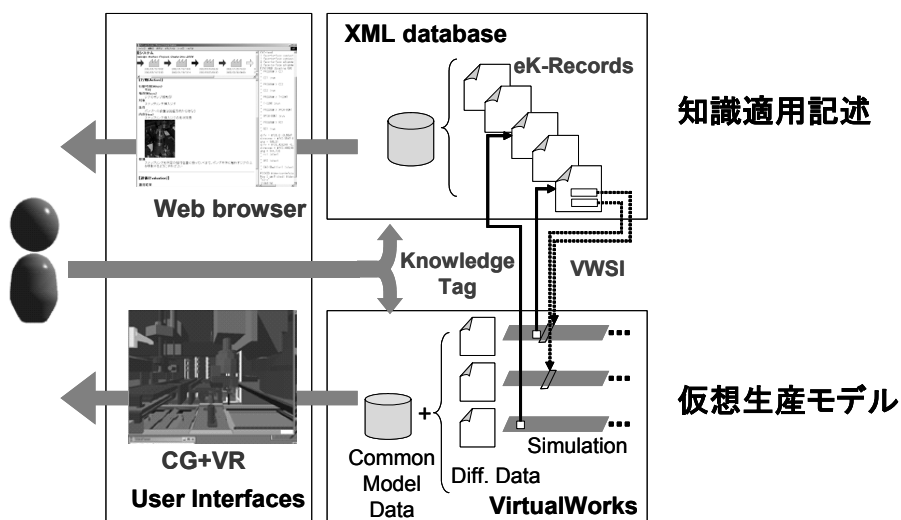 XML database
eK-Records
知識適用記述
Web browser
Knowledge
Tag
VWSI
仮想生産モデル
Simulation
CG+VR
Common
Model
Data
+
Diff. Data
User Interfaces
VirtualWorks